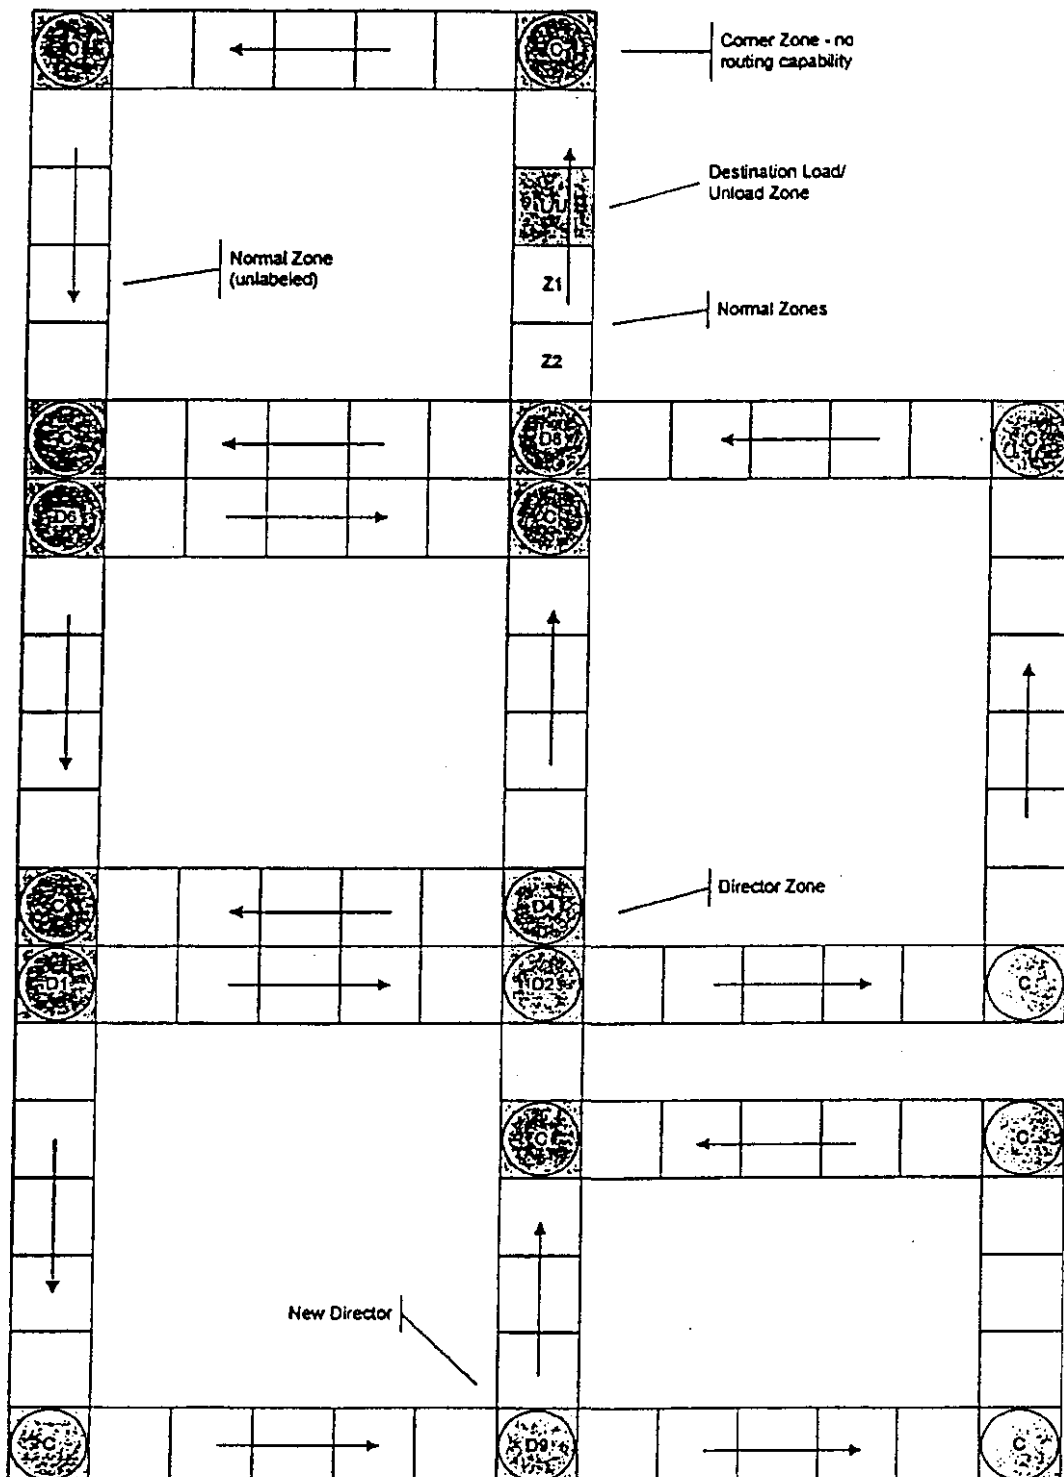 C
C
Corner Zone - no
routing capability
Destination Load/
Unload Zone
Normal Zone
(unlabeled)
Z1
Normal Zones
Z2
C
D8
C
D6
C
Director Zone
C
D4
D1
D2
C
C
C
New Director
C
D9
C